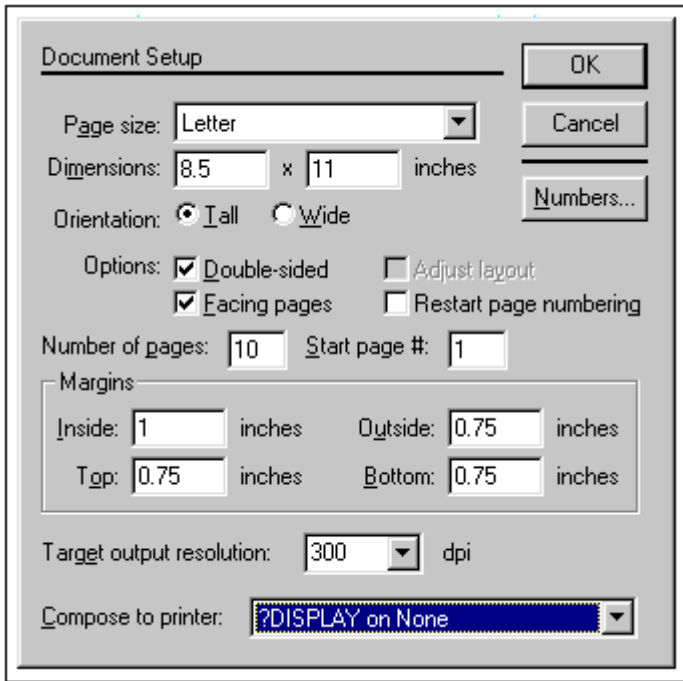 Document Setup
OK
Page size: Letter
Cancel
Dimensions: 8.5 x 11 inches
Numbers...
Orientation: Tall Wide
Options: Double-sided Adjust layout
Facing pages Restart page numbering
Number of pages: 10 Start page #: 1
Margins
Inside: 1 inches Outside: 0.75 inches
Top: 0.75 inches Bottom: 0.75 inches
Target output resolution: 300 dpi
Compose to printer: ?DISPLAY on None